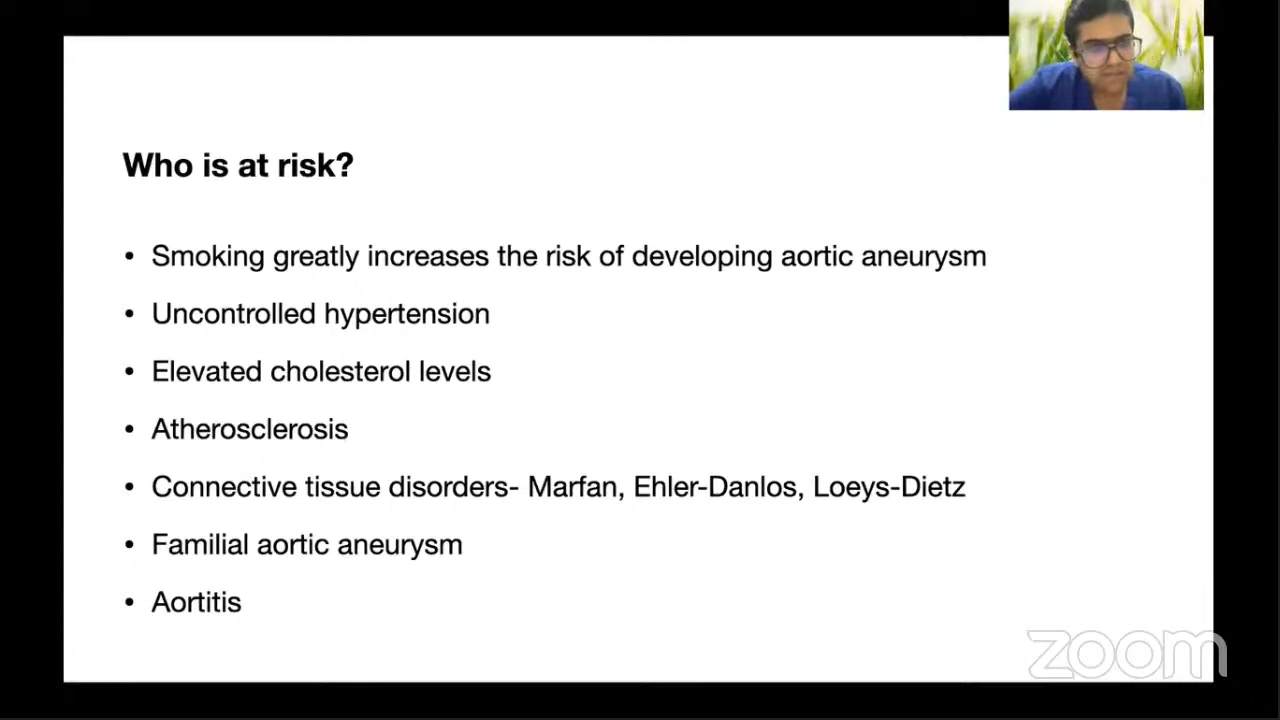 Who is at risk?
• Smoking greatly increases the risk of developing aortic aneurysm
• Uncontrolled hypertension
• Elevated cholesterol levels
• Atherosclerosis
• Connective tissue disorders- Marfan, Ehler-Danlos, Loeys-Dietz
• Familial aortic aneurysm
• Aortitis
zoom